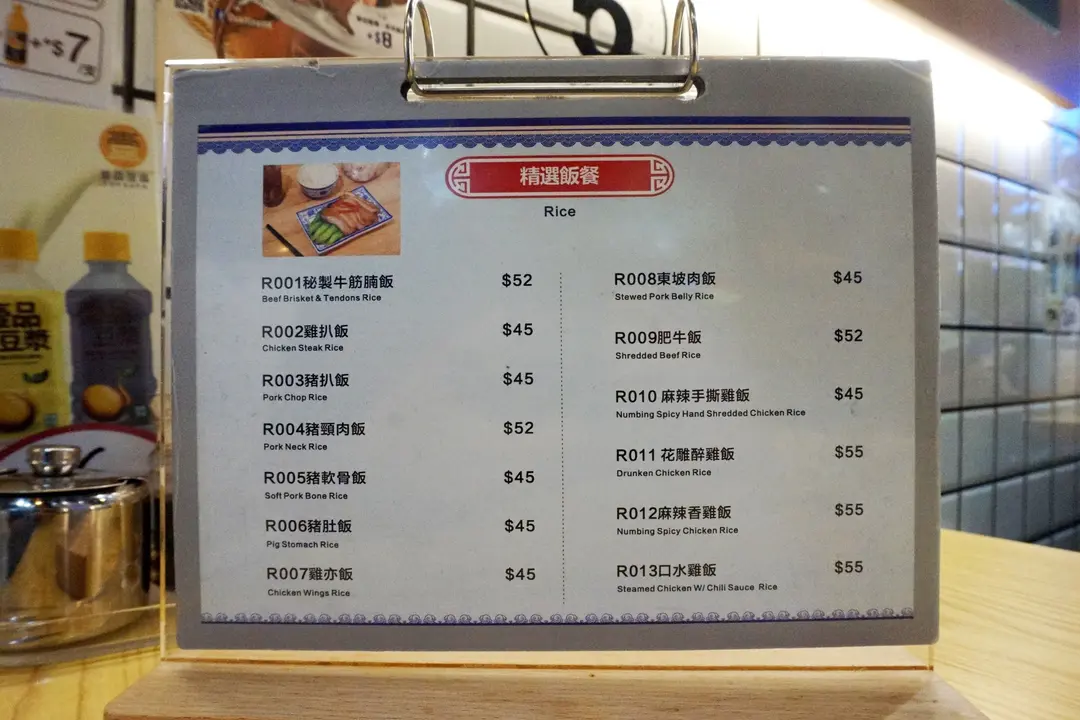 +$7
/支
+$8
精選飯餐
Rice
R001秘製牛筋腩飯 $52
Beef Brisket & Tendons Rice
R002雞扒飯 $45
Chicken Steak Rice
R003豬扒飯 $45
Pork Chop Rice
R004豬頸肉飯 $52
Pork Neck Rice
R005豬軟骨飯 $45
Soft Pork Bone Rice
R006豬肚飯 $45
Pig Stomach Rice
R007雞亦飯 $45
Chicken Wings Rice
R008東坡肉飯 $45
Stewed Pork Belly Rice
R009肥牛飯 $52
Shredded Beef Rice
R010 麻辣手撕雞飯 $45
Numbing Spicy Hand Shredded Chicken Rice
R011 花雕醉雞飯 $55
Drunken Chicken Rice
R012麻辣香雞飯 $55
Numbing Spicy Chicken Rice
R013口水雞飯 $55
Steamed Chicken W/ Chili Sauce Rice
產品
豆漿